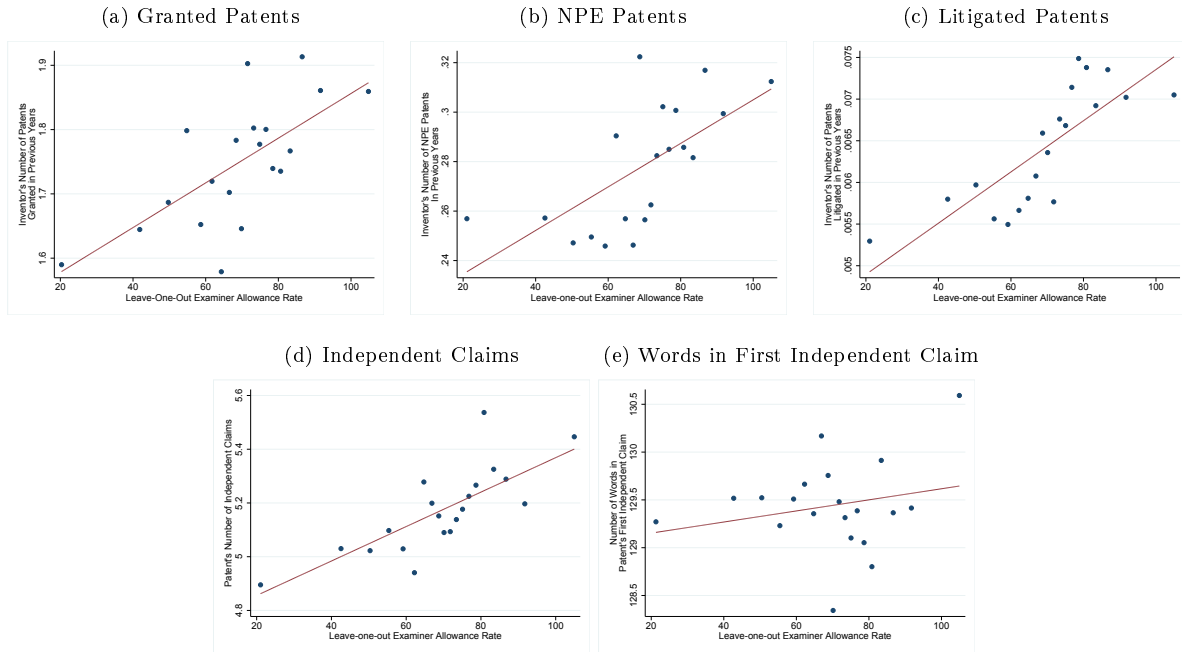 (a) Granted Patents
Inventor's Number of Patents
Granted in Previous Years
1.9
1.8
1.7
1.6
20 40 60 80 100
Leave-One-Out Examiner Allowance Rate
(b) NPE Patents
Inventor's Number of NPE Patents
In Previous Years
.32
.3
.28
.26
.24
20 40 60 80 100
Leave-one-out Examiner Allowance Rate
(c) Litigated Patents
Inventor's Number of Patents
Litigated in Previous Years
.0075
.007
.0065
.006
.0055
.005
20 40 60 80 100
Leave-one-out Examiner Allowance Rate
(d) Independent Claims
Patent's Number of Independent Claims
5.6
5.4
5.2
5
4.8
20 40 60 80 100
Leave-one-out Examiner Allowance Rate
(e) Words in First Independent Claim
Number of Words in
Patent's First Independent Claim
130.5
130
129.5
129
128.5
20 40 60 80 100
Leave-one-out Examiner Allowance Rate